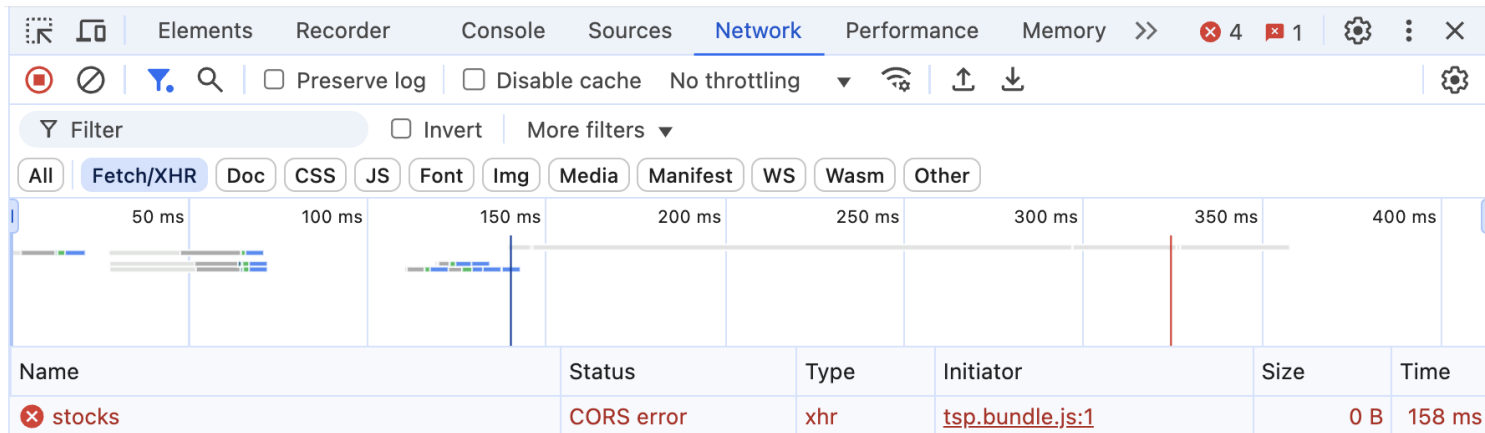 Elements Recorder Console Sources Network Performance Memory 4 1
Preserve log Disable cache No throttling
Filter Invert More filters
All Fetch/XHR Doc CSS JS Font Img Media Manifest WS Wasm Other
50 ms 100 ms 150 ms 200 ms 250 ms 300 ms 350 ms 400 ms
Name Status Type Initiator Size Time
stocks CORS error xhr tsp.bundle.js:1 0 B 158 ms